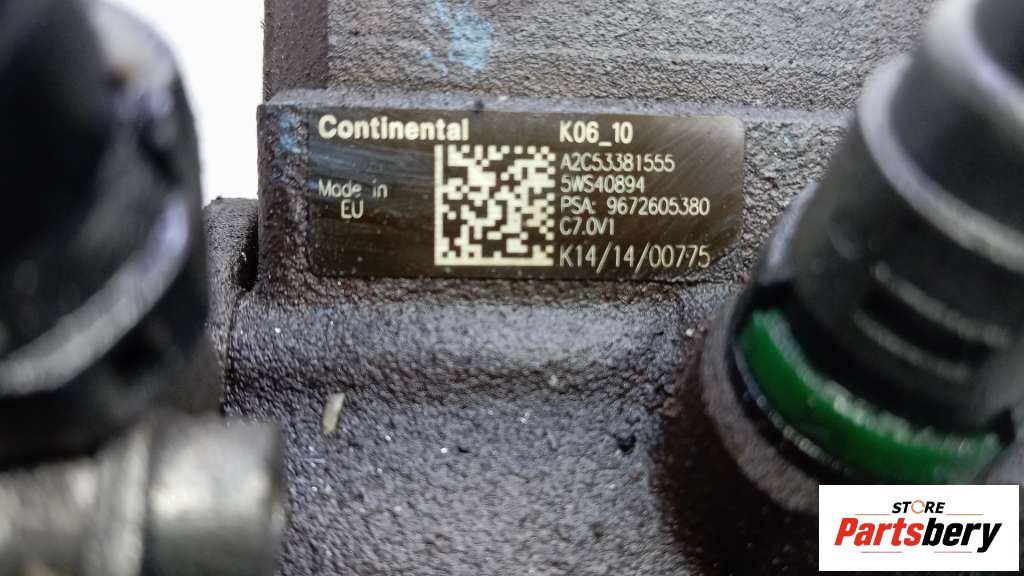 Continental
Made in
EU
K06_10
A2C53381555
5WS40894
PSA: 9672605380
C7.0V1
K14/14/00775
STORE
Partsbery